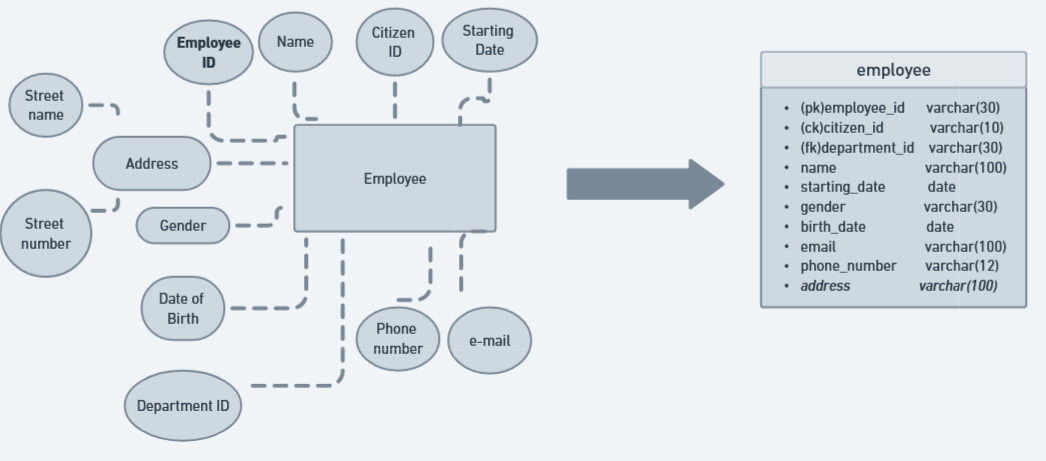 Employee
ID
Name
Citizen
ID
Starting
Date
Street
name
Address
Street
number
Gender
Employee
Date of
Birth
Phone
number
e-mail
Department ID
employee
• (pk)employee_id varchar(30)
• (ck)citizen_id varchar(10)
• (fk)department_id varchar(30)
• name varchar(100)
• starting_date date
• gender varchar(30)
• birth_date date
• email varchar(100)
• phone_number varchar(12)
• address varchar(100)